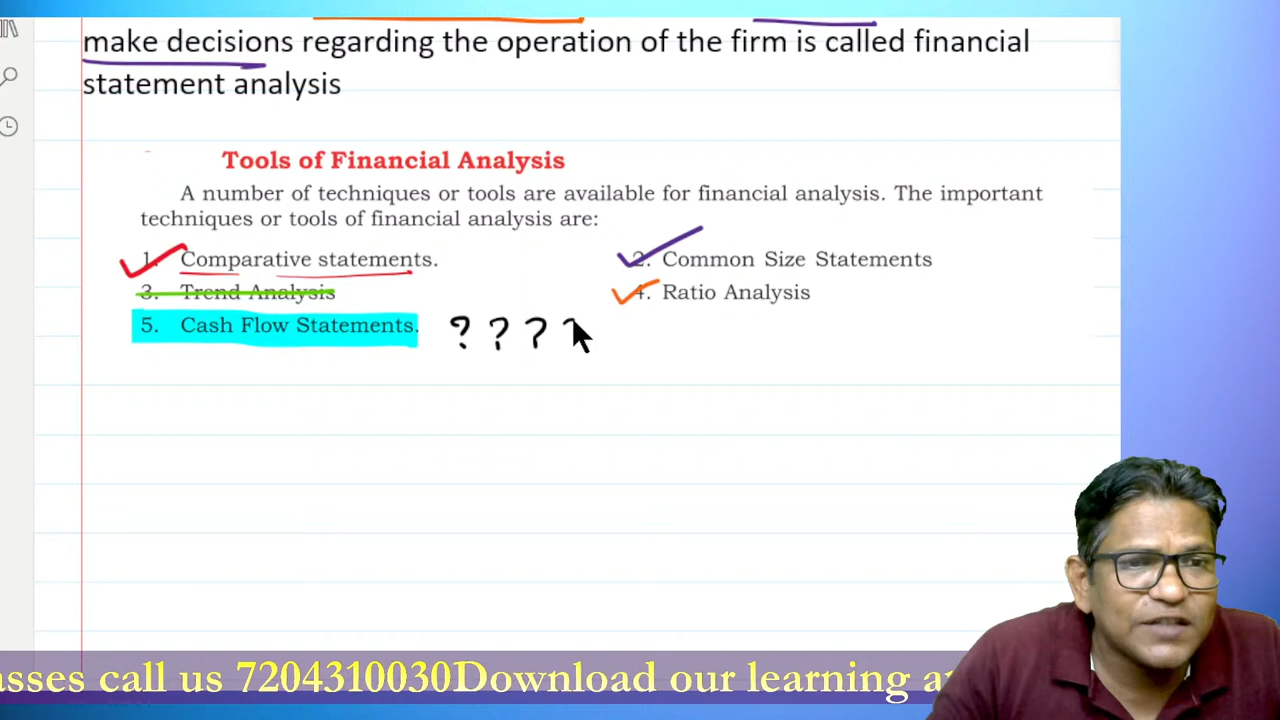 make decisions regarding the operation of the firm is called financial
statement analysis
Tools of Financial Analysis
A number of techniques or tools are available for financial analysis. The important
techniques or tools of financial analysis are:
1. Comparative statements.
2. Common Size Statements
3. Trend Analysis
4. Ratio Analysis
5. Cash Flow Statements. ? ? ? ?
asses call us 7204310030!Download our learning a